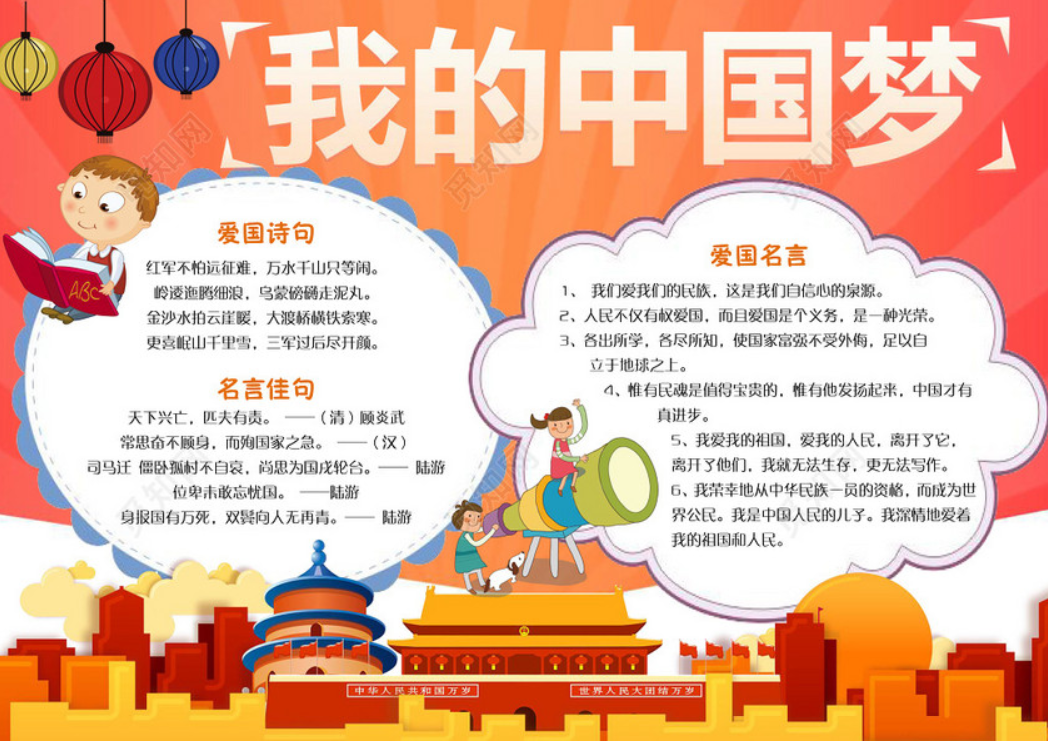 我的中国梦
爱国诗句
红军不怕远征难，万水千山只等闲。
岭逶迤腾细浪，乌蒙磅礴走泥丸。
金沙水拍云崖暖，大渡桥横铁索寒。
更喜岷山千里雪，三军过后尽开颜。
名言佳句
天下兴亡，匹夫有责。 ——（清）顾炎武
常思奋不顾身，而殉国家之急。 ——（汉）
司马迁 僵卧孤村不自哀，尚思为国戍轮台。—— 陆游
位卑未敢忘忧国。 ——陆游
身报国有万死，双鬓向人无再青。—— 陆游
爱国名言
1、 我们爱我们的民族，这是我们自信心的泉源。
2、人民不仅有权爱国，而且爱国是个义务，是一种光荣。
3、各出所学，各尽所知，使国家富强不受外侮，足以自
立于地球之上。
4、惟有民魂是值得宝贵的，惟有他发扬起来，中国才有
真进步。
5、我爱我的祖国，爱我的人民，离开了它，
离开了他们，我就无法生存，更无法写作。
6、我荣幸地从中华民族一员的资格，而成为世
界公民。我是中国人民的儿子。我深情地爱着
我的祖国和人民。
ABC
中华人民共和国万岁
世界人民大团结万岁
觅知网